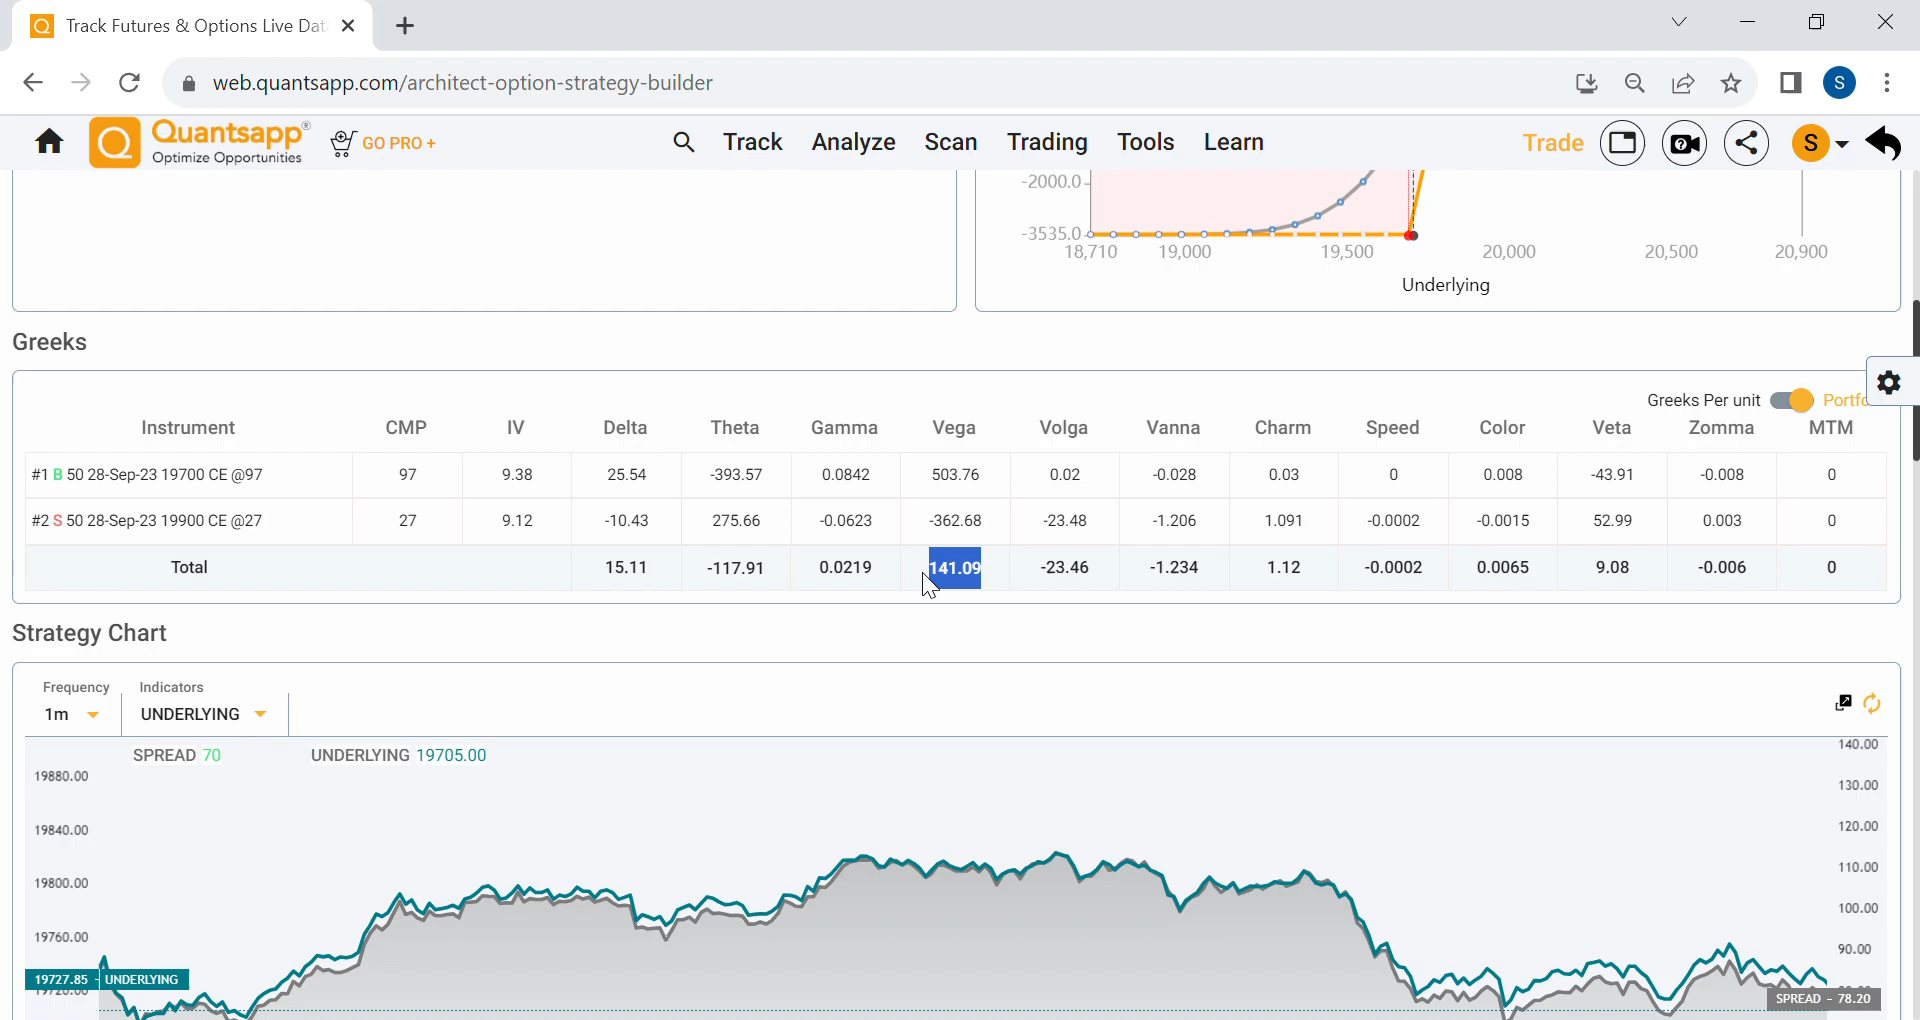 Track Futures & Options Live Dat
web.quantsapp.com/architect-option-strategy-builder
S
Quantsapp®
Optimize Opportunities
GO PRO +
Track Analyze Scan Trading Tools Learn
Trade
S
-2000.0
-3535.0
18,710 19,000 19,500 20,000 20,500 20,900
Underlying
Greeks
Greeks Per unit Portfo
Instrument CMP IV Delta Theta Gamma Vega Volga Vanna Charm Speed Color Veta Zomma MTM
#1 B 50 28-Sep-23 19700 CE @97 97 9.38 25.54 -393.57 0.0842 503.76 0.02 -0.028 0.03 0 0.008 -43.91 -0.008 0
#2 S 50 28-Sep-23 19900 CE @27 27 9.12 -10.43 275.66 -0.0623 -362.68 -23.48 -1.206 1.091 -0.0002 -0.0015 52.99 0.003 0
Total 15.11 -117.91 0.0219 141.09 -23.46 -1.234 1.12 -0.0002 0.0065 9.08 -0.006 0
Strategy Chart
Frequency Indicators
1m UNDERLYING
SPREAD 70 UNDERLYING 19705.00
140.00
19880.00
130.00
19840.00 120.00
110.00
19800.00
100.00
19760.00
90.00
19727.85 - UNDERLYING
SPREAD - 78.20